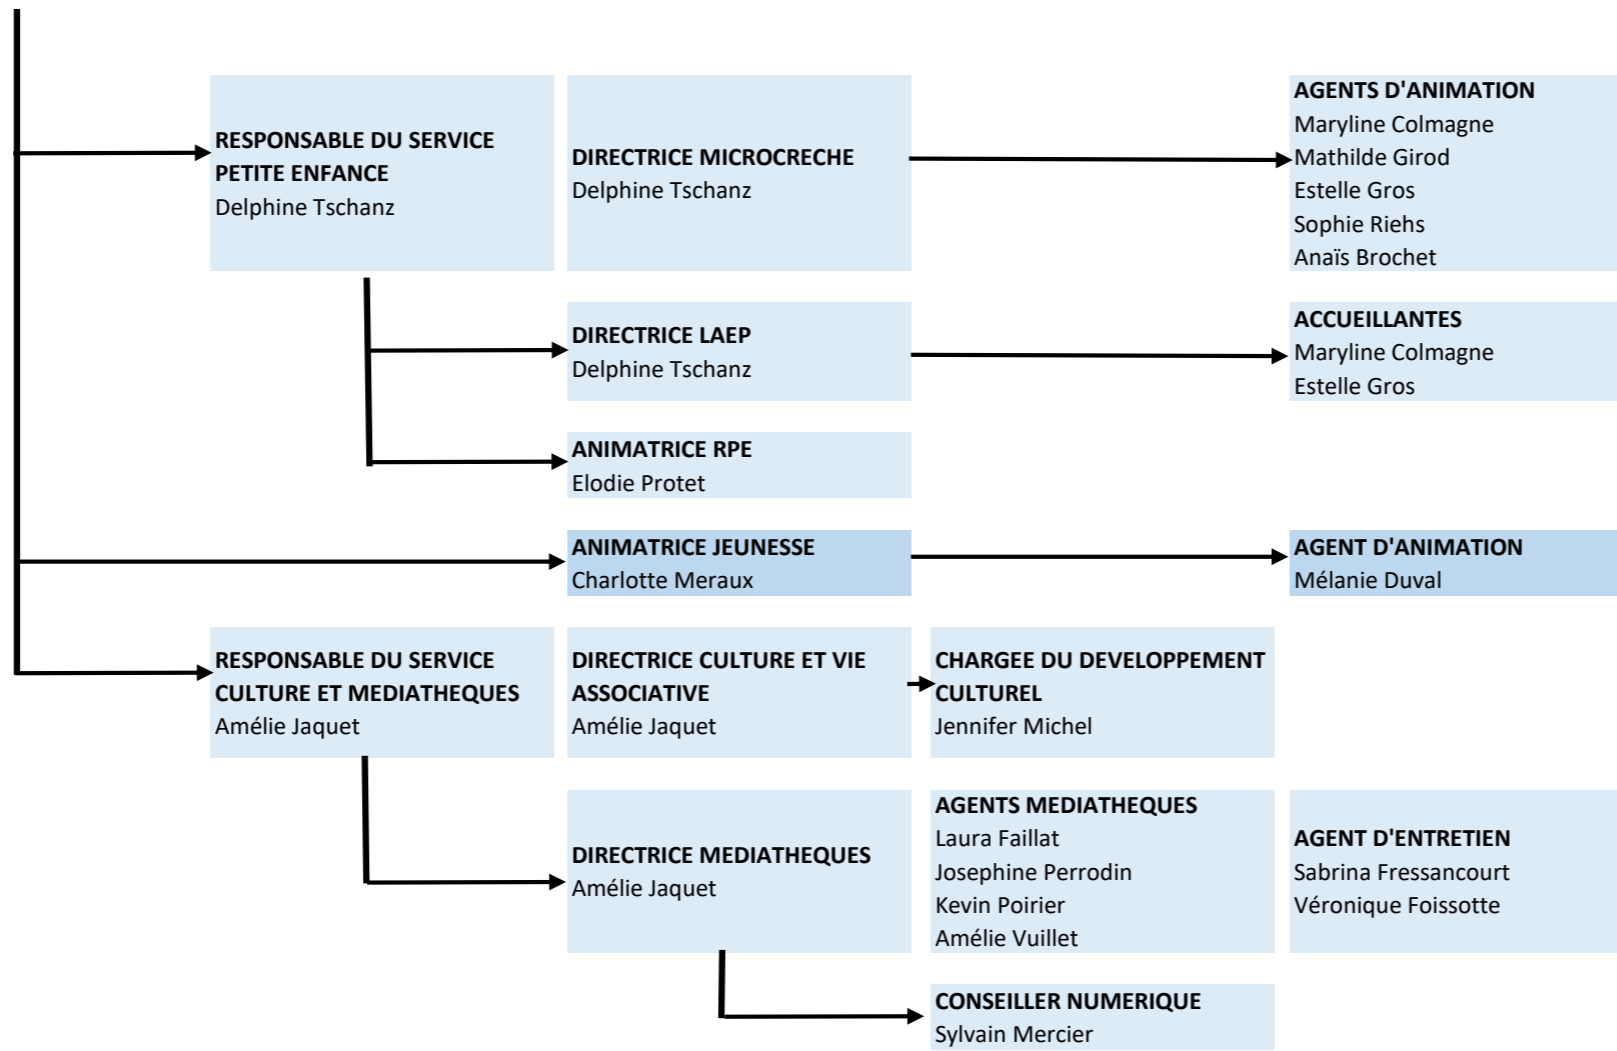 RESPONSABLE DU SERVICE
PETITE ENFANCE
Delphine Tschanz
DIRECTRICE MICROCRECHE
Delphine Tschanz
AGENTS D'ANIMATION
Maryline Colmagne
Mathilde Girod
Estelle Gros
Sophie Riehs
Anaïs Brochet
DIRECTRICE LAEP
Delphine Tschanz
ACCUEILLANTES
Maryline Colmagne
Estelle Gros
ANIMATRICE RPE
Elodie Protet
ANIMATRICE JEUNESSE
Charlotte Meraux
AGENT D'ANIMATION
Mélanie Duval
RESPONSABLE DU SERVICE
CULTURE ET MEDIATHEQUES
Amélie Jaquet
DIRECTRICE CULTURE ET VIE
ASSOCIATIVE
Amélie Jaquet
CHARGEE DU DEVELOPPEMENT
CULTUREL
Jennifer Michel
DIRECTRICE MEDIATHEQUES
Amélie Jaquet
AGENTS MEDIATHEQUES
Laura Faillat
Josephine Perrodin
Kevin Poirier
Amélie Vuillet
AGENT D'ENTRETIEN
Sabrina Fressancourt
Véronique Foissotte
CONSEILLER NUMERIQUE
Sylvain Mercier